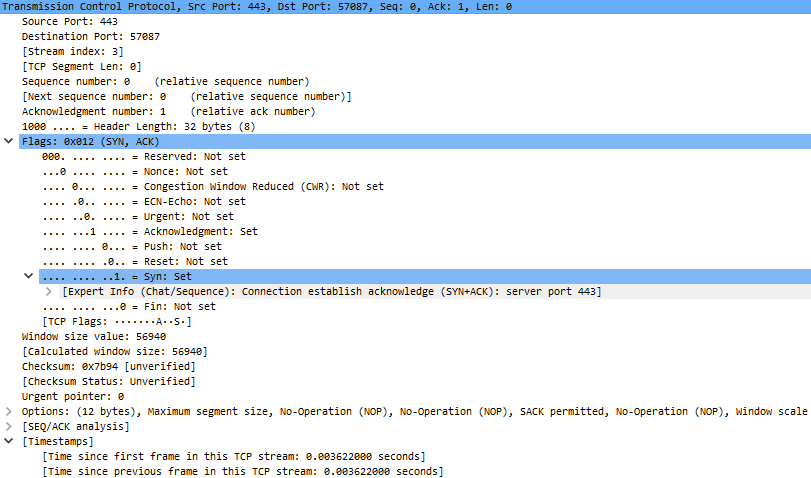 Transmission Control Protocol, Src Port: 443, Dst Port: 57087, Seq: 0, Ack: 1, Len: 0
Source Port: 443
Destination Port: 57087
[Stream index: 3]
[TCP Segment Len: 0]
Sequence number: 0    (relative sequence number)
[Next sequence number: 0    (relative sequence number)]
Acknowledgment number: 1    (relative ack number)
1000 .... = Header Length: 32 bytes (8)
Flags: 0x012 (SYN, ACK)
000. .... .... = Reserved: Not set
...0 .... .... = Nonce: Not set
.... 0... .... = Congestion Window Reduced (CWR): Not set
.... .0.. .... = ECN-Echo: Not set
.... ..0. .... = Urgent: Not set
.... ...1 .... = Acknowledgment: Set
.... .... 0... = Push: Not set
.... .... .0.. = Reset: Not set
.... .... ..1. = Syn: Set
[Expert Info (Chat/Sequence): Connection establish acknowledge (SYN+ACK): server port 443]
.... .... ...0 = Fin: Not set
[TCP Flags: ·······A··S·]
Window size value: 56940
[Calculated window size: 56940]
Checksum: 0x7b94 [unverified]
[Checksum Status: Unverified]
Urgent pointer: 0
Options: (12 bytes), Maximum segment size, No-Operation (NOP), No-Operation (NOP), SACK permitted, No-Operation (NOP), Window scale
[SEQ/ACK analysis]
[Timestamps]
[Time since first frame in this TCP stream: 0.003622000 seconds]
[Time since previous frame in this TCP stream: 0.003622000 seconds]